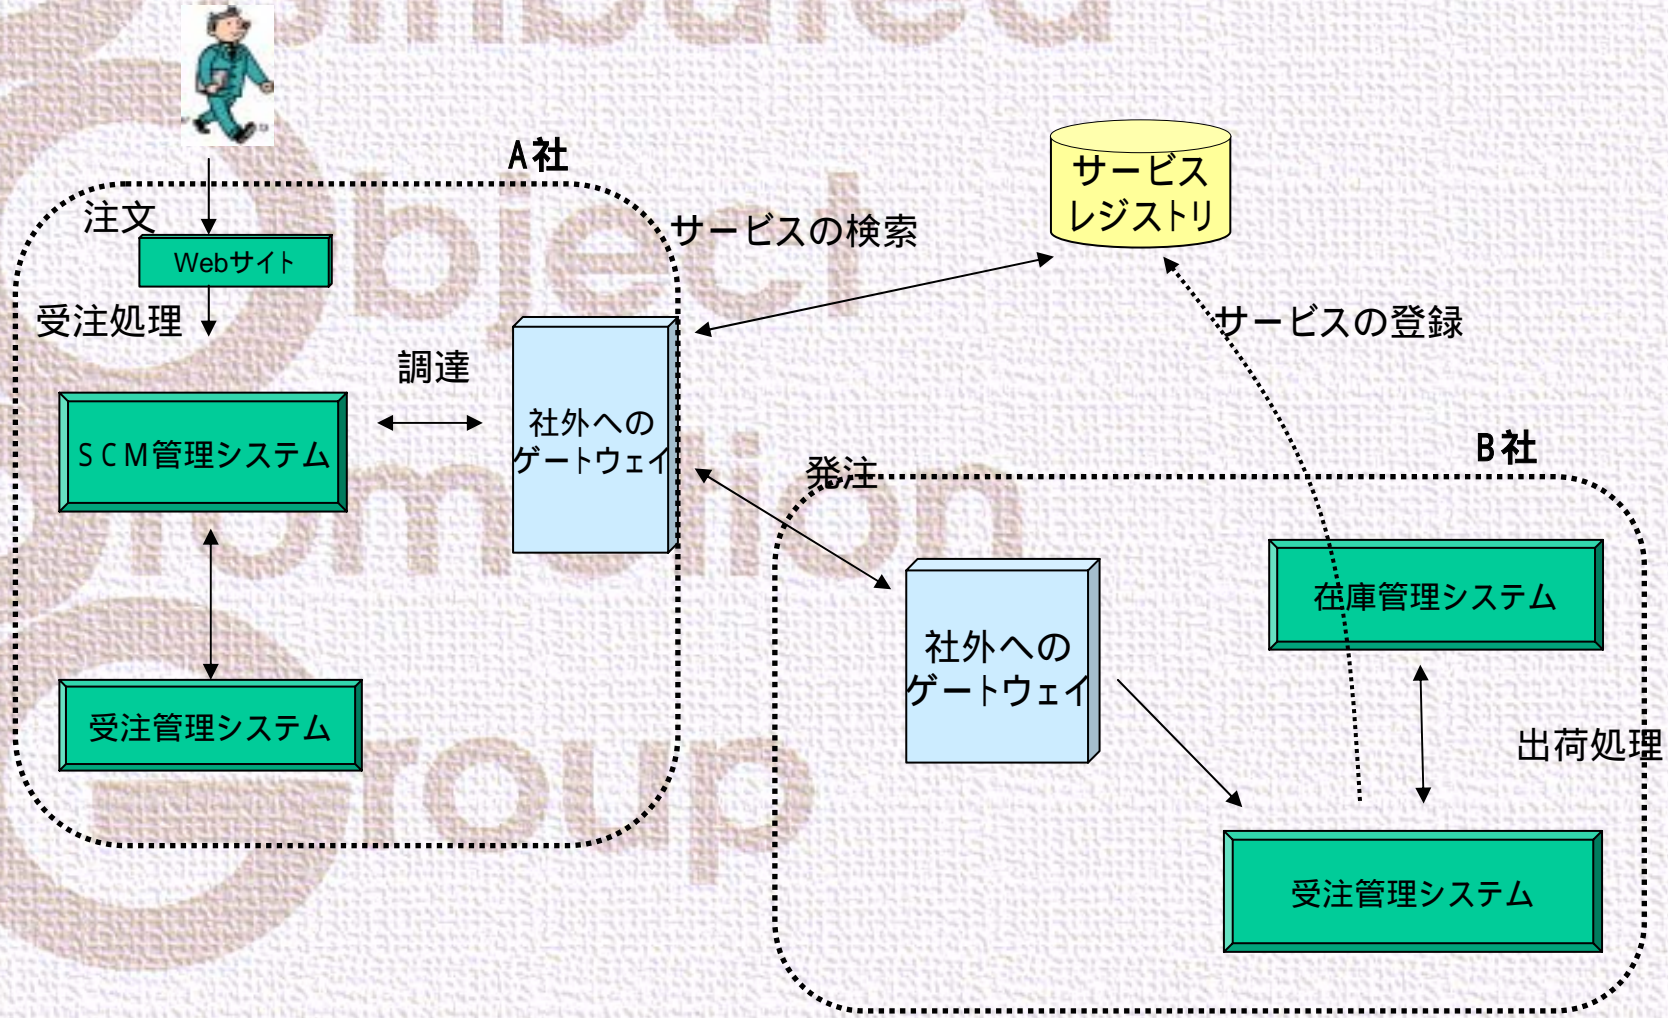 ombured
A社
注文
Webサイト
受注処理
bject
サービスの検索
サービス
レジストリ
サービスの登録
調達
社外への
ゲートウェイ
SCM管理システム
発注
B社
romotion
社外への
ゲートウェイ
在庫管理システム
受注管理システム
出荷処理
roup
受注管理システム